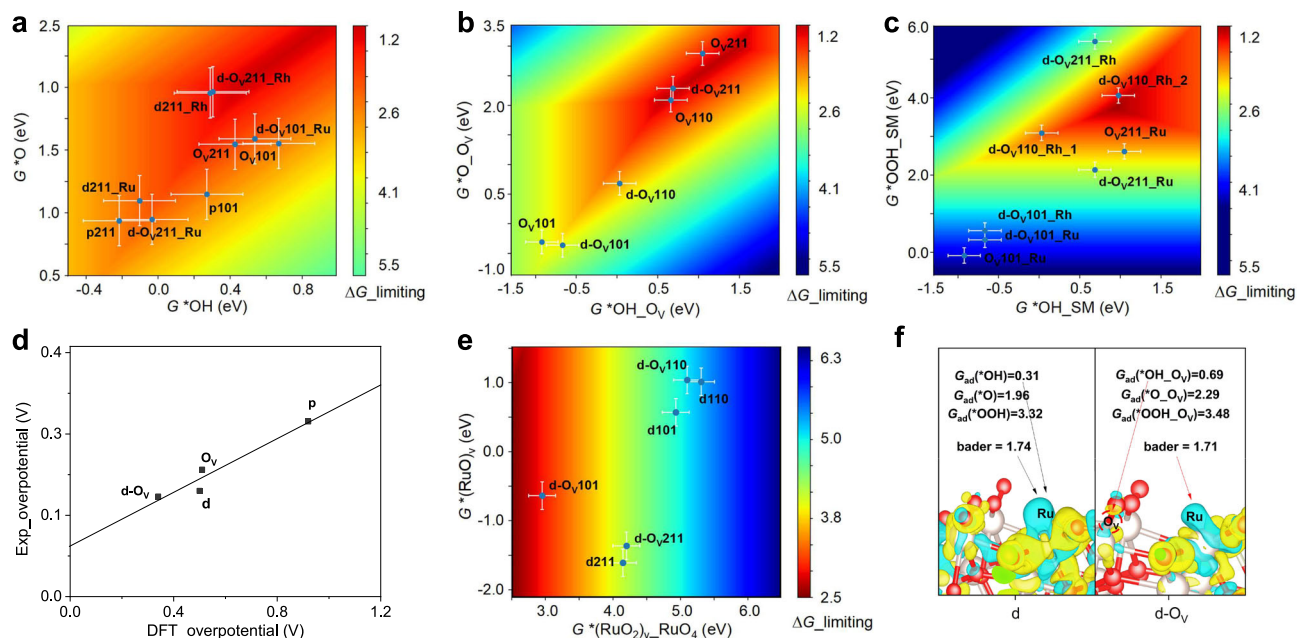 a
2.5
2.0
1.5
1.0
0.5
G *O (eV)
-0.5
0.0
0.5
1.0
G *OH (eV)
d-OV211_Rh
d211_Rh
d-OV101_Ru
OV211
OV101
d211_Ru
p101
p211
d-OV211_Ru
1.2
2.6
4.1
5.5
ΔG_limiting
b
3.5
2.0
0.5
-1.0
G *O_OV (eV)
-1.5
0
1.5
2.0
G *OH_OV (eV)
OV211
d-OV211
OV110
d-OV110
OV101
d-OV101
1.2
2.6
4.1
5.5
ΔG_limiting
c
6.0
4.0
2.0
0.0
G *OOH_SM (eV)
-1.5
0
1.5
2.0
G *OH_SM (eV)
d-OV211_Rh
d-OV110_Rh_2
OV211_Ru
d-OV110_Rh_1
d-OV211_Ru
d-OV101_Rh
d-OV101_Ru
OV101_Ru
1.2
2.6
4.1
5.5
ΔG_limiting
d
0.4
0.3
0.1
0.0
Exp_overpotential (V)
0.0
0.4
0.8
1.2
DFT_overpotential (V)
p
OV
d-OV
d
e
1.0
0.0
-1.0
-2.0
G *(RuO)v (eV)
3.0
4.0
5.0
6.0
G *(RuO2)v_RuO4 (eV)
d-OV110
d110
d101
d-OV101
d-OV211
d211
6.3
5.0
3.8
2.5
ΔG_limiting
f
Gad(*OH)=0.31
Gad(*O)=1.96
Gad(*OOH)=3.32
bader = 1.74
Ru
d
Gad(*OH_OV)=0.69
Gad(*O_OV)=2.29
Gad(*OOH_OV)=3.48
bader = 1.71
OV
Ru
d-OV